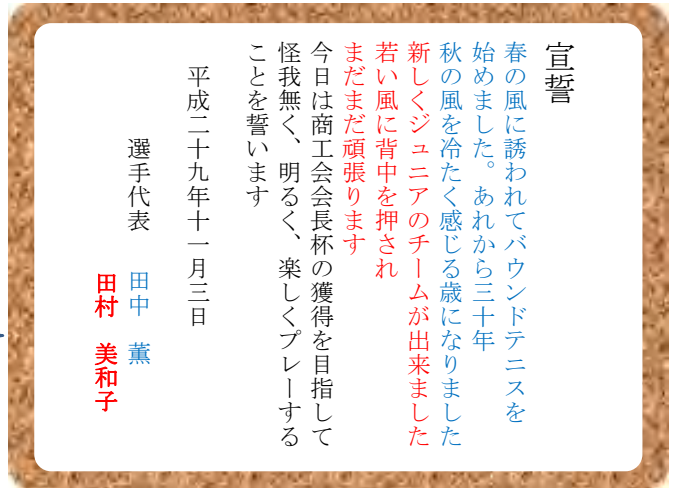 宣誓
春の風に誘われてバウンドテニスを
始めました。あれから三十年
秋の風を冷たく感じる歳になりました
新しくジュニアのチームが出来ました
若い風に背中を押され
まだまだ頑張ります
今日は商工会会長杯の獲得を目指して
怪我無く、明るく、楽しくプレーする
ことを誓います
平成二十九年十一月三日
選手代表 田中 薫
田村 美和子